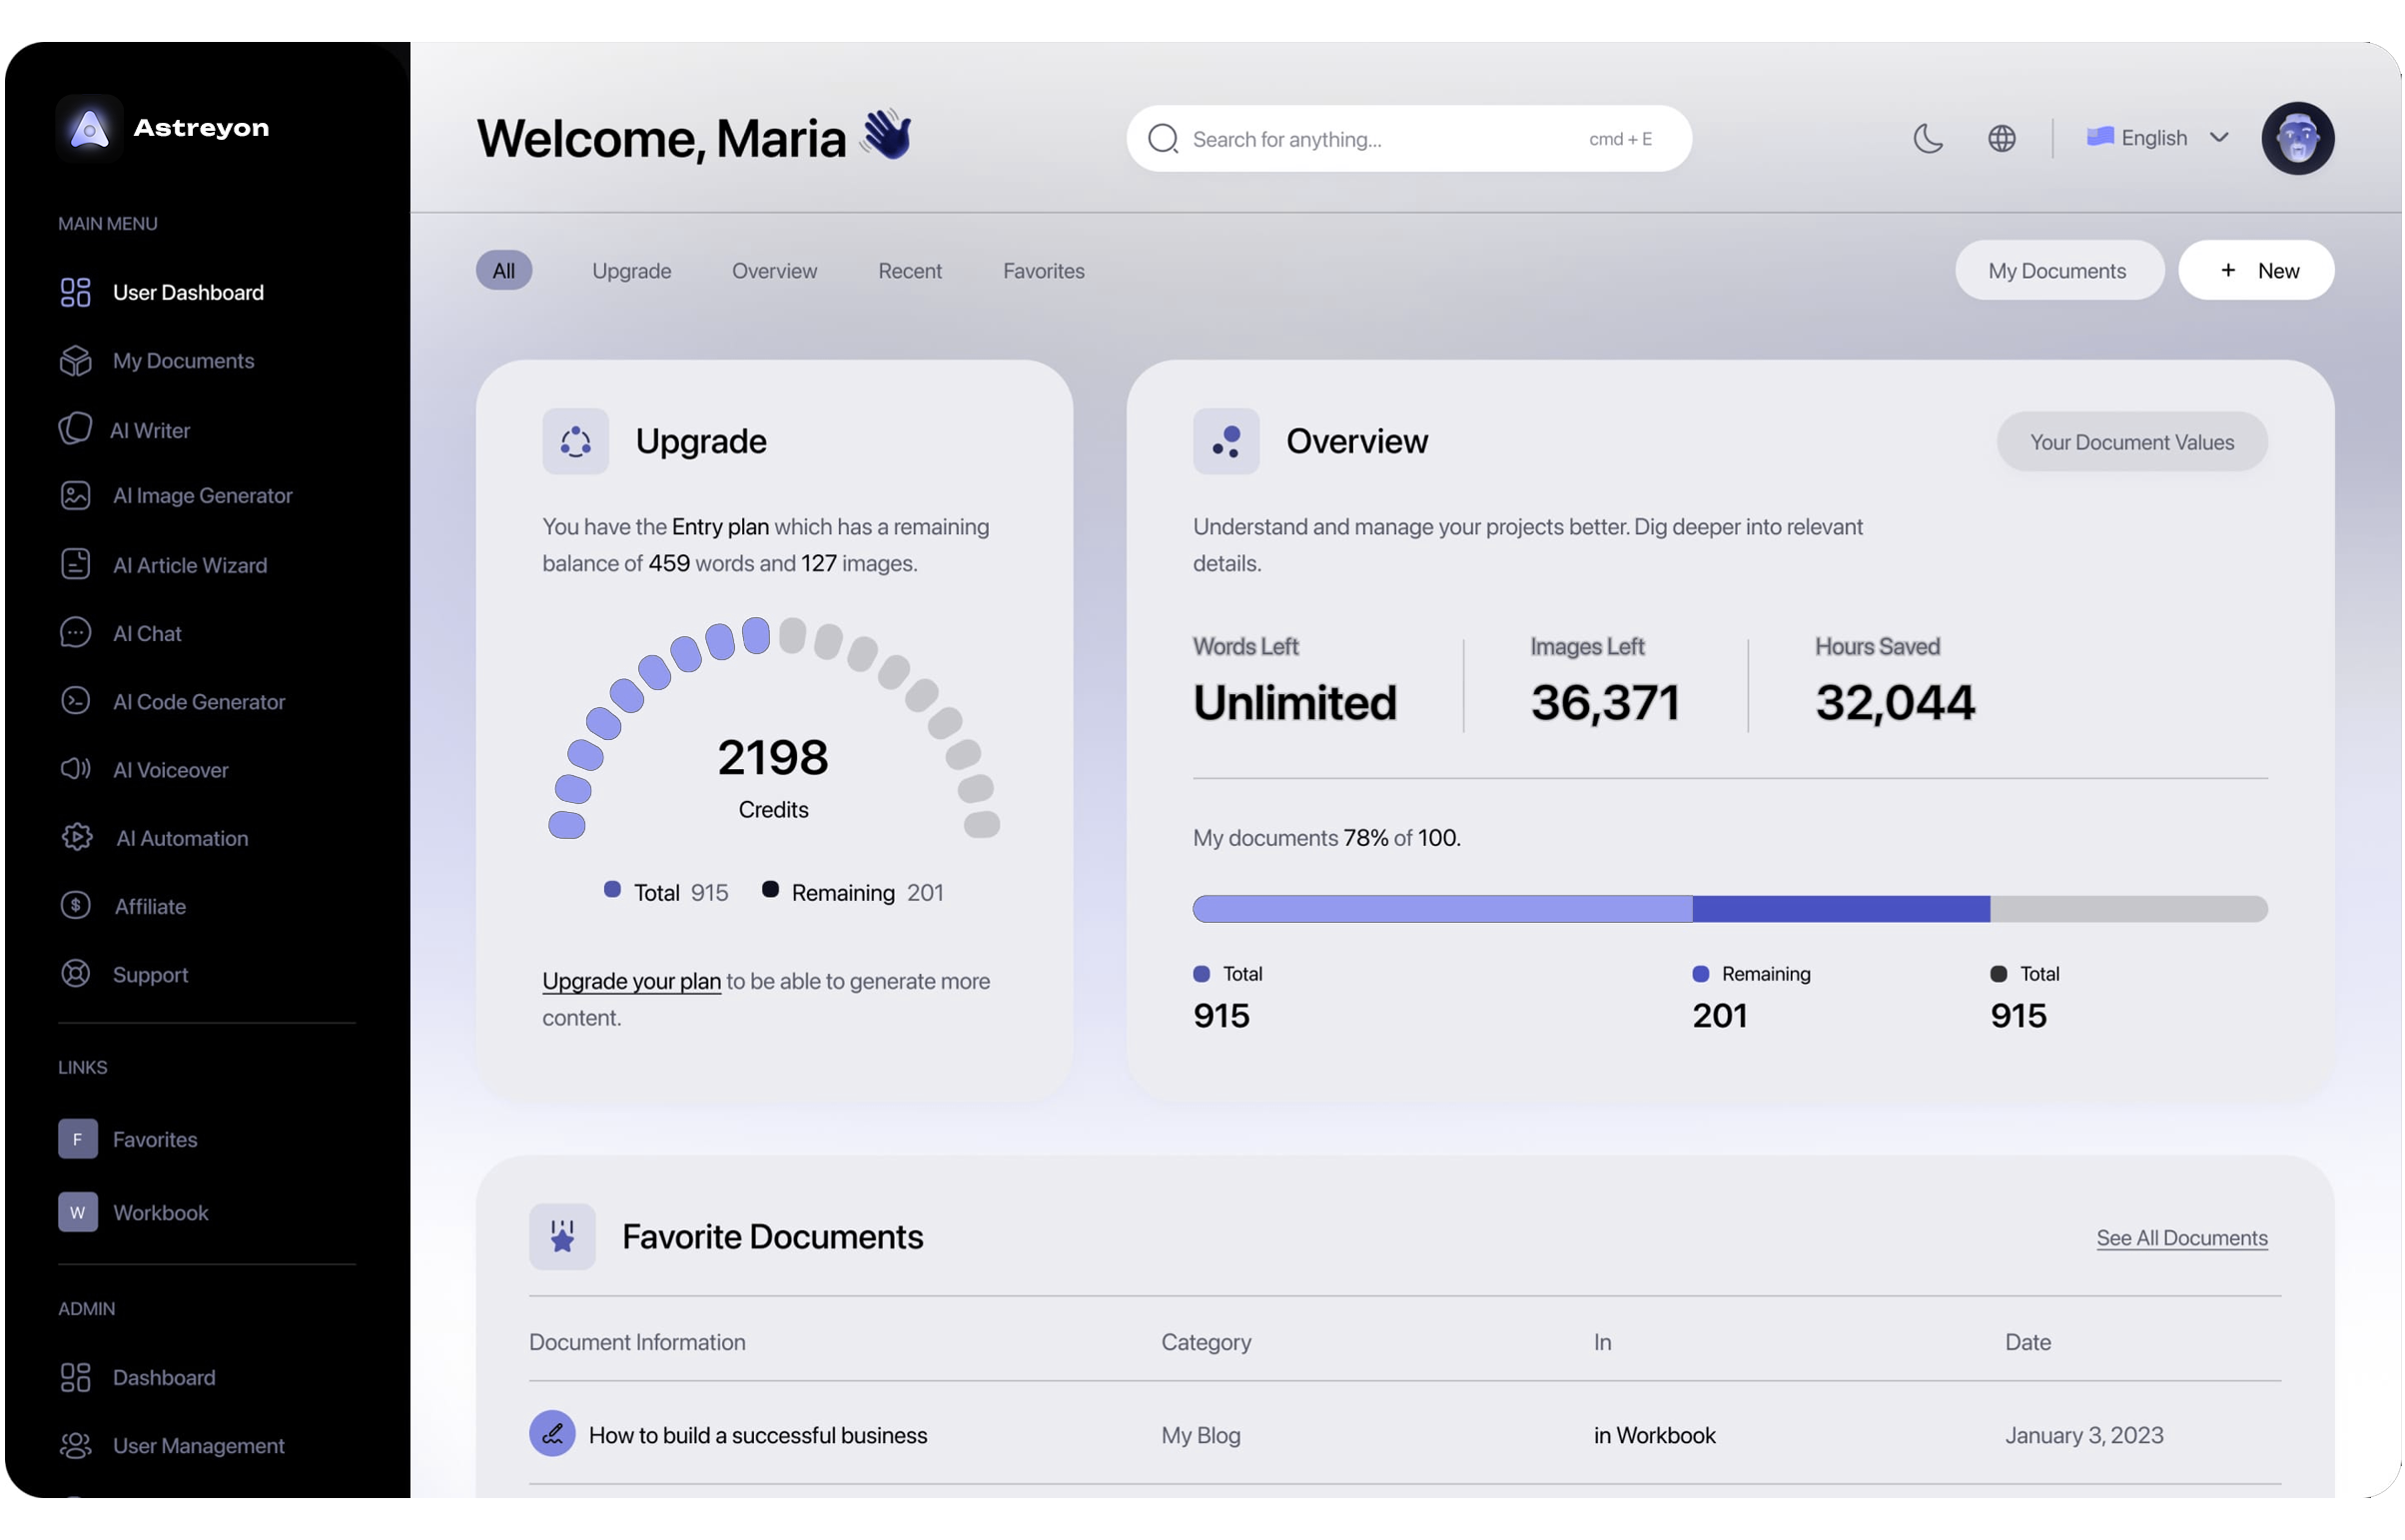 Astreyon
MAIN MENU
User Dashboard
My Documents
AI Writer
AI Image Generator
AI Article Wizard
AI Chat
AI Code Generator
AI Voiceover
AI Automation
Affiliate
Support
LINKS
F Favorites
W Workbook
ADMIN
Dashboard
User Management
Welcome, Maria 👋
Search for anything... cmd + E
English
All Upgrade Overview Recent Favorites
My Documents + New
Upgrade
You have the Entry plan which has a remaining
balance of 459 words and 127 images.
2198
Credits
Total 915 Remaining 201
Upgrade your plan to be able to generate more
content.
Overview
Your Document Values
Understand and manage your projects better. Dig deeper into relevant
details.
Words Left Images Left Hours Saved
Unlimited 36,371 32,044
My documents 78% of 100.
Total Remaining Total
915 201 915
Favorite Documents
See All Documents
Document Information Category In Date
How to build a successful business My Blog in Workbook January 3, 2023